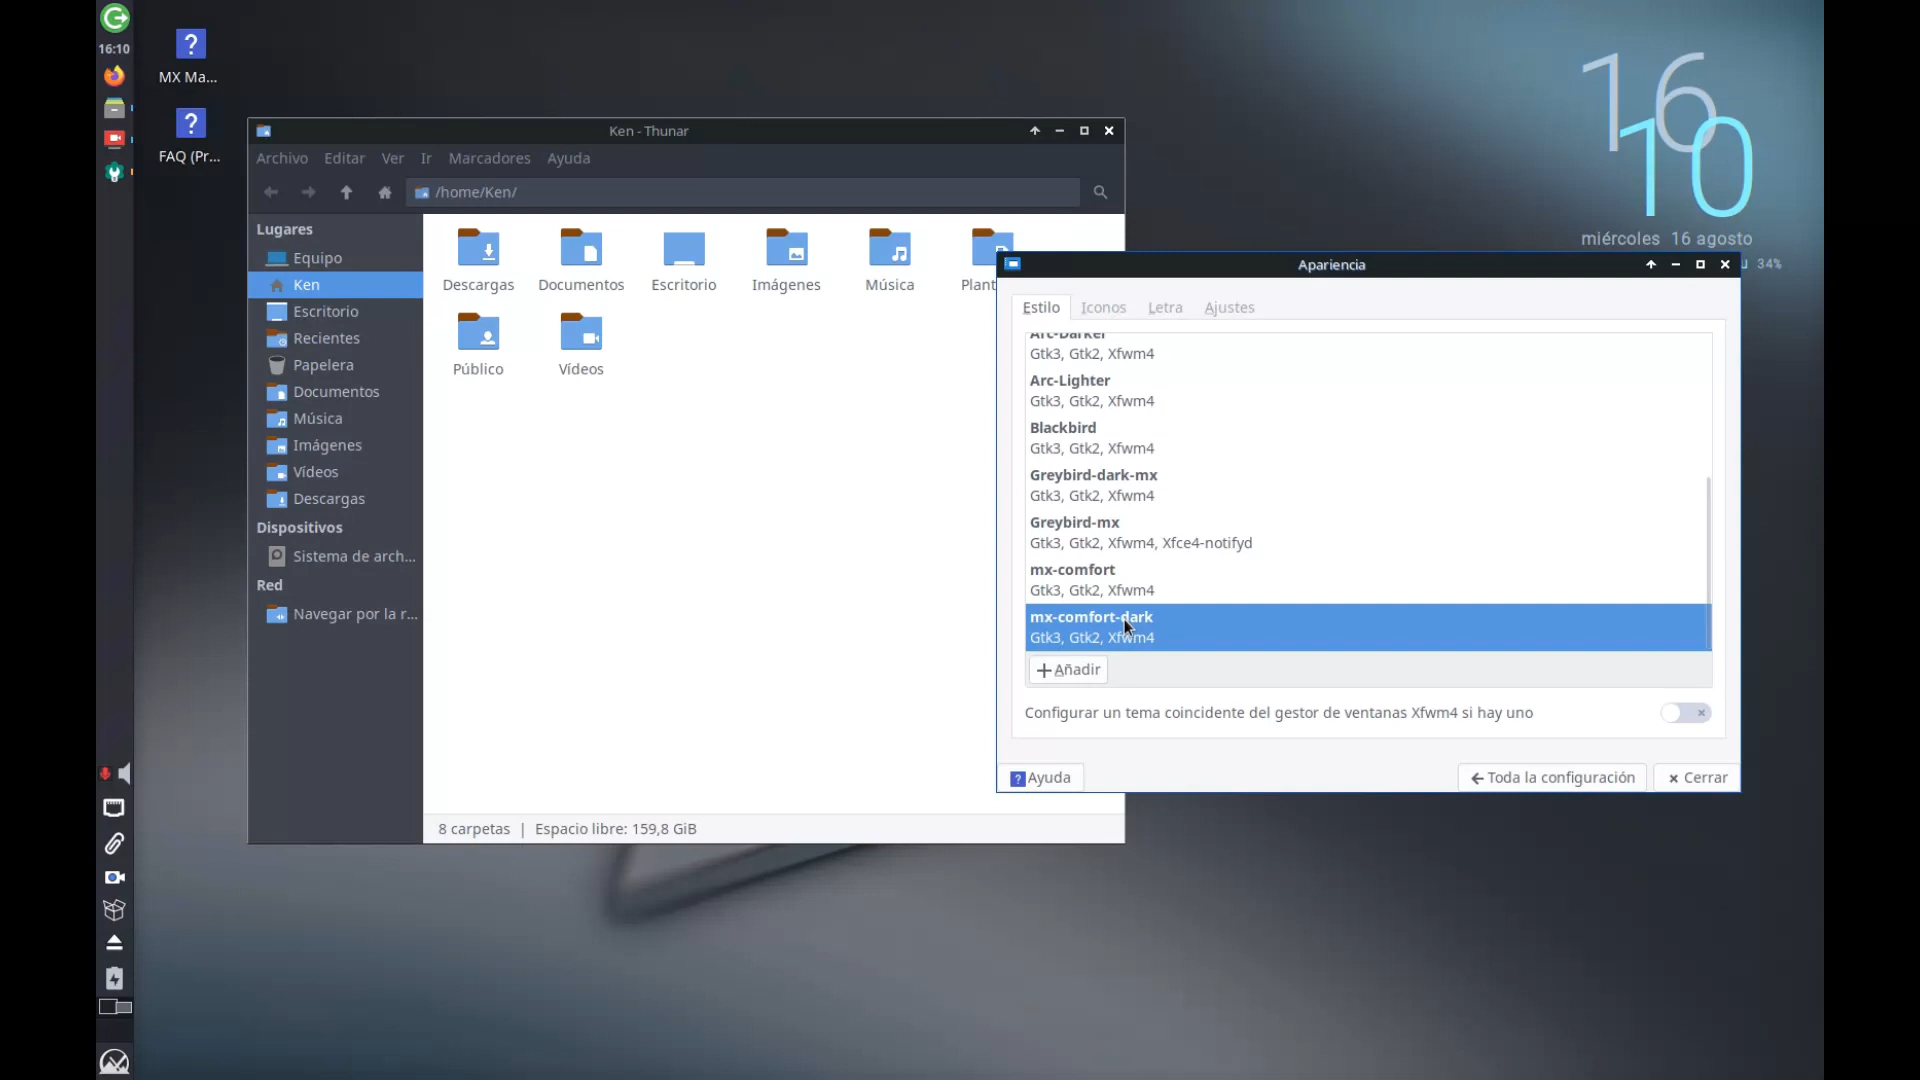 16:10
MX Ma...
FAQ (Pr...
16
10
miércoles 16 agosto
34%
Ken - Thunar
Archivo Editar Ver Ir Marcadores Ayuda
/home/Ken/
Lugares
Equipo
Ken
Escritorio
Recientes
Papelera
Documentos
Música
Imágenes
Vídeos
Descargas
Dispositivos
Sistema de arch...
Red
Navegar por la r...
Descargas Documentos Escritorio Imágenes Música Plant
Público Vídeos
8 carpetas | Espacio libre: 159,8 GiB
Apariencia
Estilo Iconos Letra Ajustes
Arc-Darker
Gtk3, Gtk2, Xfwm4
Arc-Lighter
Gtk3, Gtk2, Xfwm4
Blackbird
Gtk3, Gtk2, Xfwm4
Greybird-dark-mx
Gtk3, Gtk2, Xfwm4
Greybird-mx
Gtk3, Gtk2, Xfwm4, Xfce4-notifyd
mx-comfort
Gtk3, Gtk2, Xfwm4
mx-comfort-dark
Gtk3, Gtk2, Xfwm4
Añadir
Configurar un tema coincidente del gestor de ventanas Xfwm4 si hay uno
Ayuda Toda la configuración Cerrar